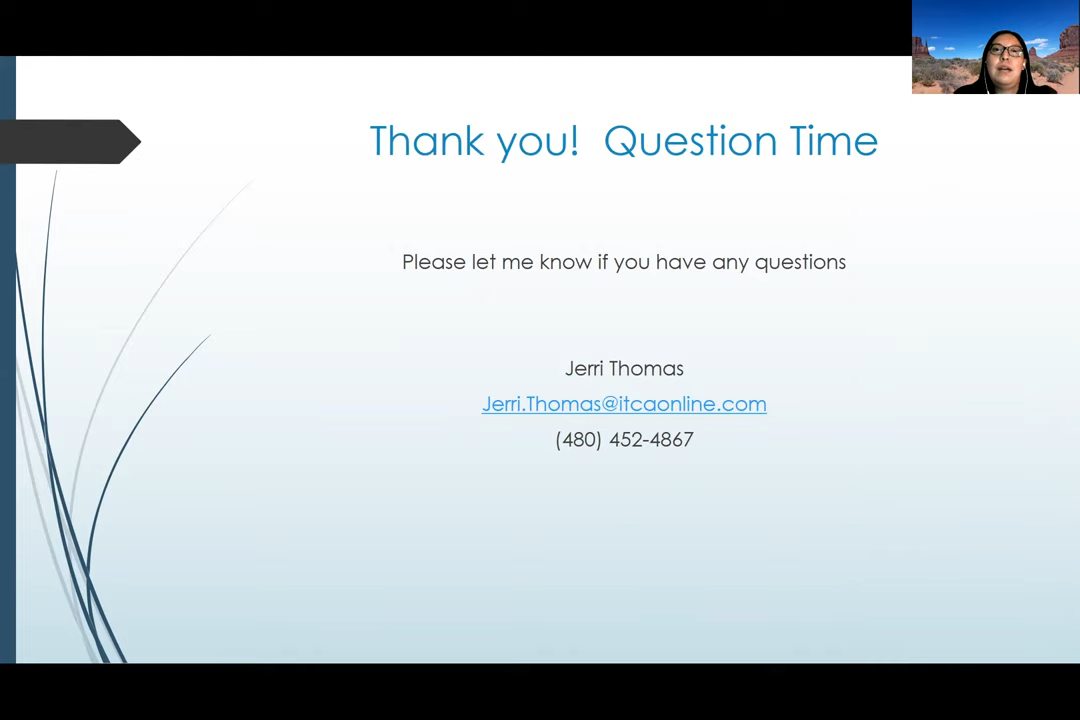 Thank you!  Question Time
Please let me know if you have any questions
Jerri Thomas
Jerri.Thomas@itcaonline.com
(480) 452-4867